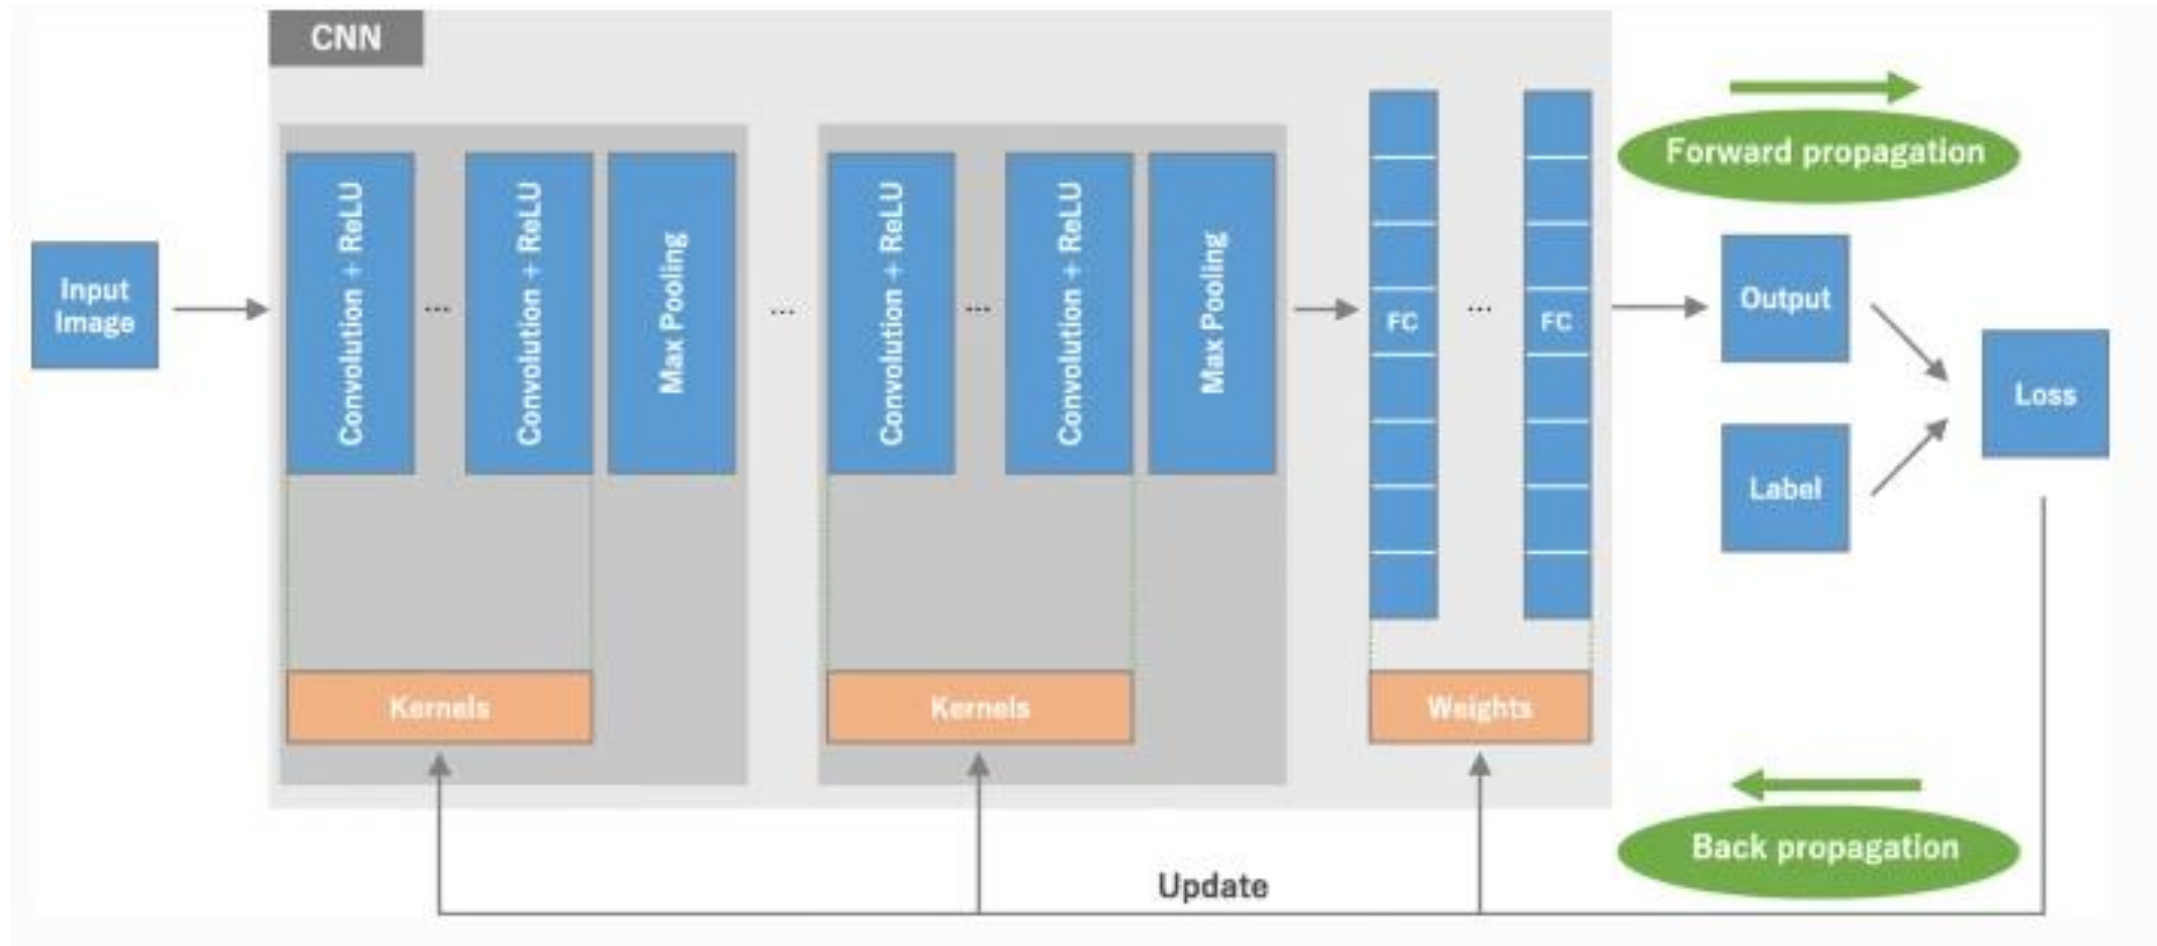 CNN
Forward propagation
Input
Image
Convolution + ReLU
...
Convolution + ReLU
Max Pooling
...
Convolution + ReLU
...
Convolution + ReLU
Max Pooling
FC
...
FC
Output
Label
Loss
Kernels
Kernels
Weights
Back propagation
Update